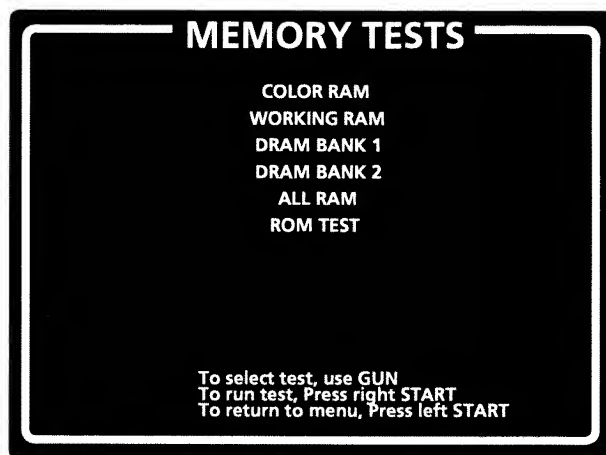 MEMORY TESTS
COLOR RAM
WORKING RAM
DRAM BANK 1
DRAM BANK 2
ALL RAM
ROM TEST
To select test, use GUN
To run test, Press right START
To return to menu, Press left START